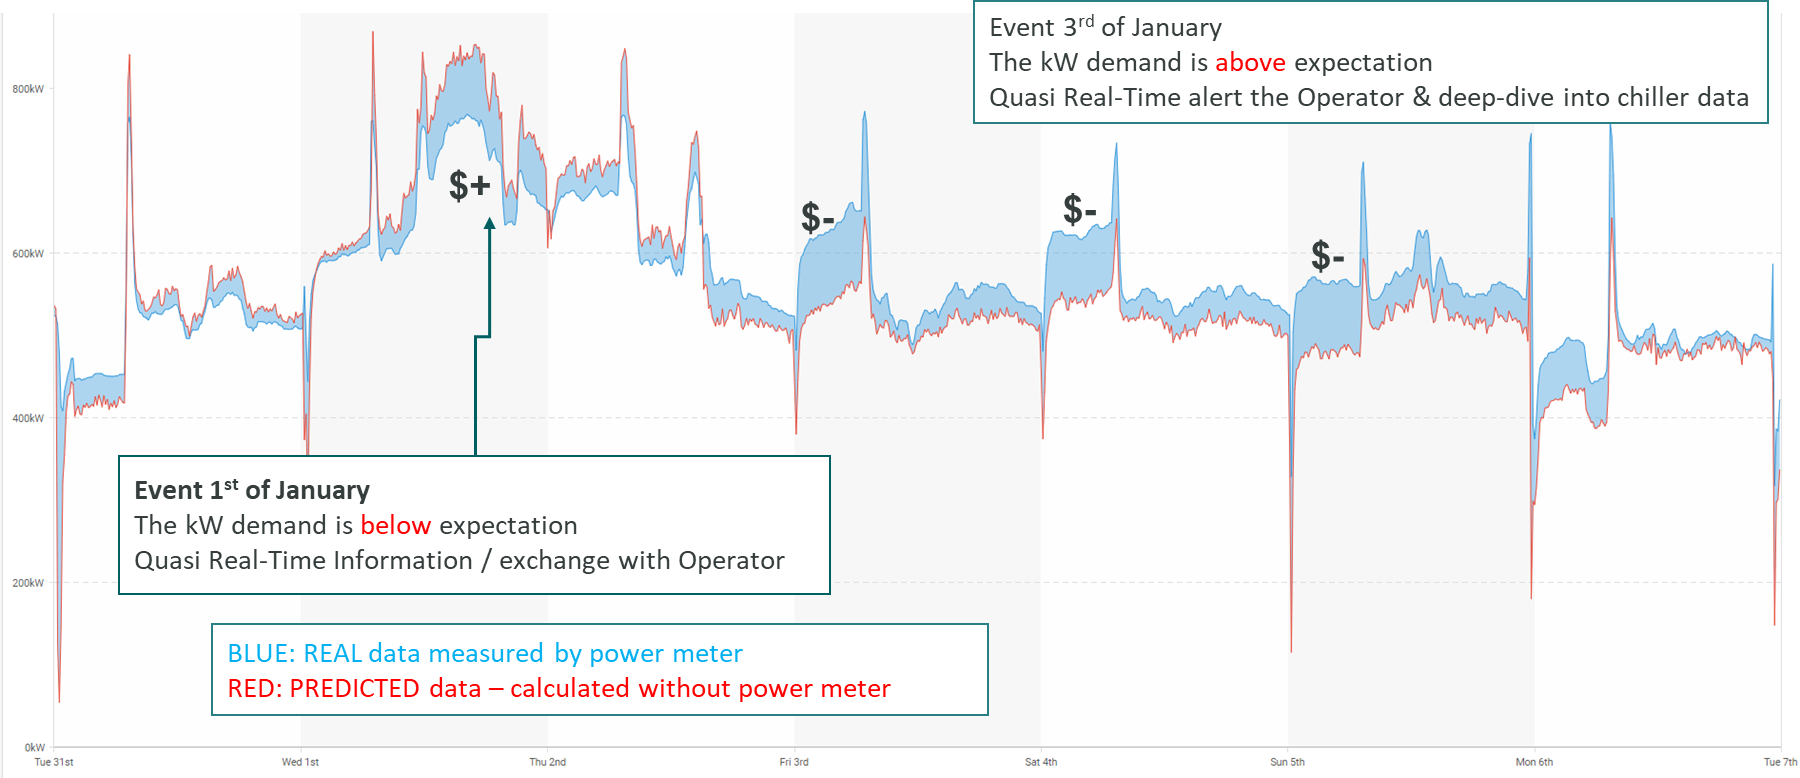 Event 3rd of January
The kW demand is above expectation
Quasi Real-Time alert the Operator & deep-dive into chiller data
800kW
$+
$-
$-
600kW
$-
400kW
Event 1st of January
The kW demand is below expectation
Quasi Real-Time Information / exchange with Operator
200kW
BLUE: REAL data measured by power meter
RED: PREDICTED data – calculated without power meter
0kW
Tue 31st Wed 1st Thu 2nd Fri 3rd Sat 4th Sun 5th Mon 6th Tue 7th